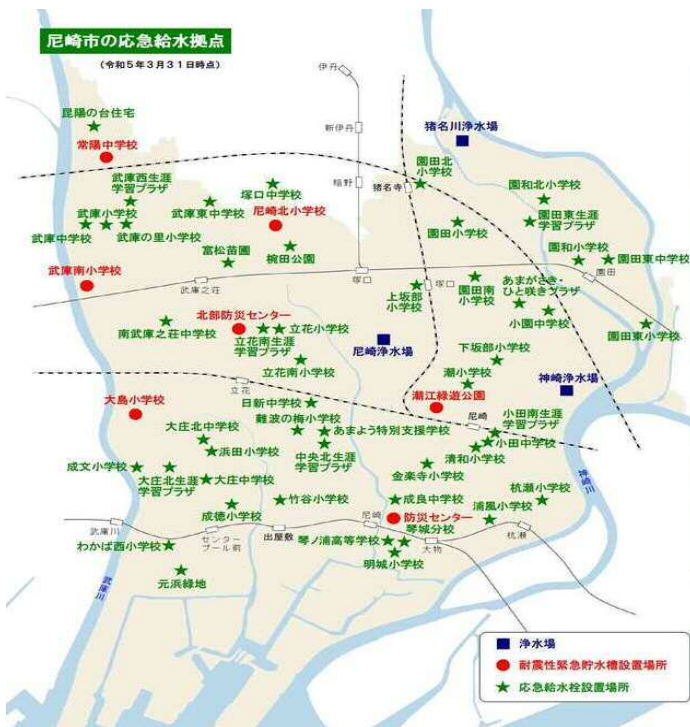 尼崎市の応急給水拠点
(令和5年3月31日時点)
伊丹
昆陽の台住宅
新伊丹
猪名川浄水場
常陽中学校
園田北
小学校
武庫西生涯
学習プラザ
塚口中学校
稲野
猪名寺
園和北小学校
武庫小学校
武庫東中学校
尼崎北小学校
園田東生涯
学習プラザ
武庫中学校
武庫の里小学校
園田小学校
富松苗圃
椀田公園
園和小学校
園田東中学校
武庫南小学校
武庫之荘
塚口
塚口
園田
上坂部
小学校
園田南
小学校
あまがさき・
ひと咲きプラザ
北部防災センター
小園中学校
南武庫之荘中学校
立花小学校
立花南生涯
学習プラザ
尼崎浄水場
園田東小学校
立花南小学校
下坂部小学校
潮小学校
立花
神崎浄水場
大島小学校
日新中学校
潮江緑遊公園
大庄北中学校
難波の梅小学校
尼崎
小田南生涯
学習プラザ
あまよう特別支援学校
浜田小学校
小田中学校
中央北生涯
学習プラザ
清和小学校
成文小学校
金楽寺小学校
神崎川
大庄北生涯
学習プラザ
大庄中学校
竹谷小学校
成良中学校
杭瀬小学校
成徳小学校
浦風小学校
尼崎
防災センター
武庫川
琴城分校
センター
プール前
出屋敷
琴ノ浦高等学校
大物
杭瀬
わかば西小学校
明城小学校
元浜緑地
武庫川
浄水場
耐震性緊急貯水槽設置場所
応急給水栓設置場所